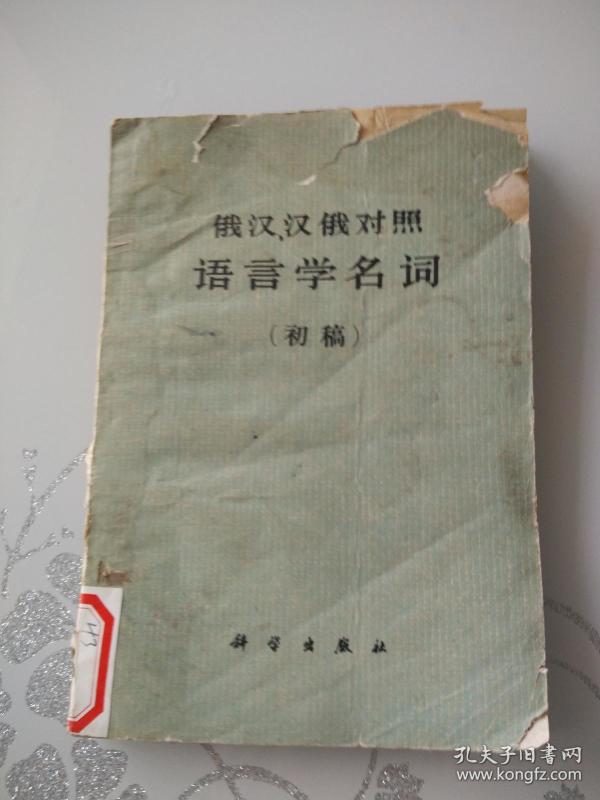 俄汉、汉俄对照
语言学名词
（初稿）
科学出版社
43
孔夫子旧书网
www.kongfz.com